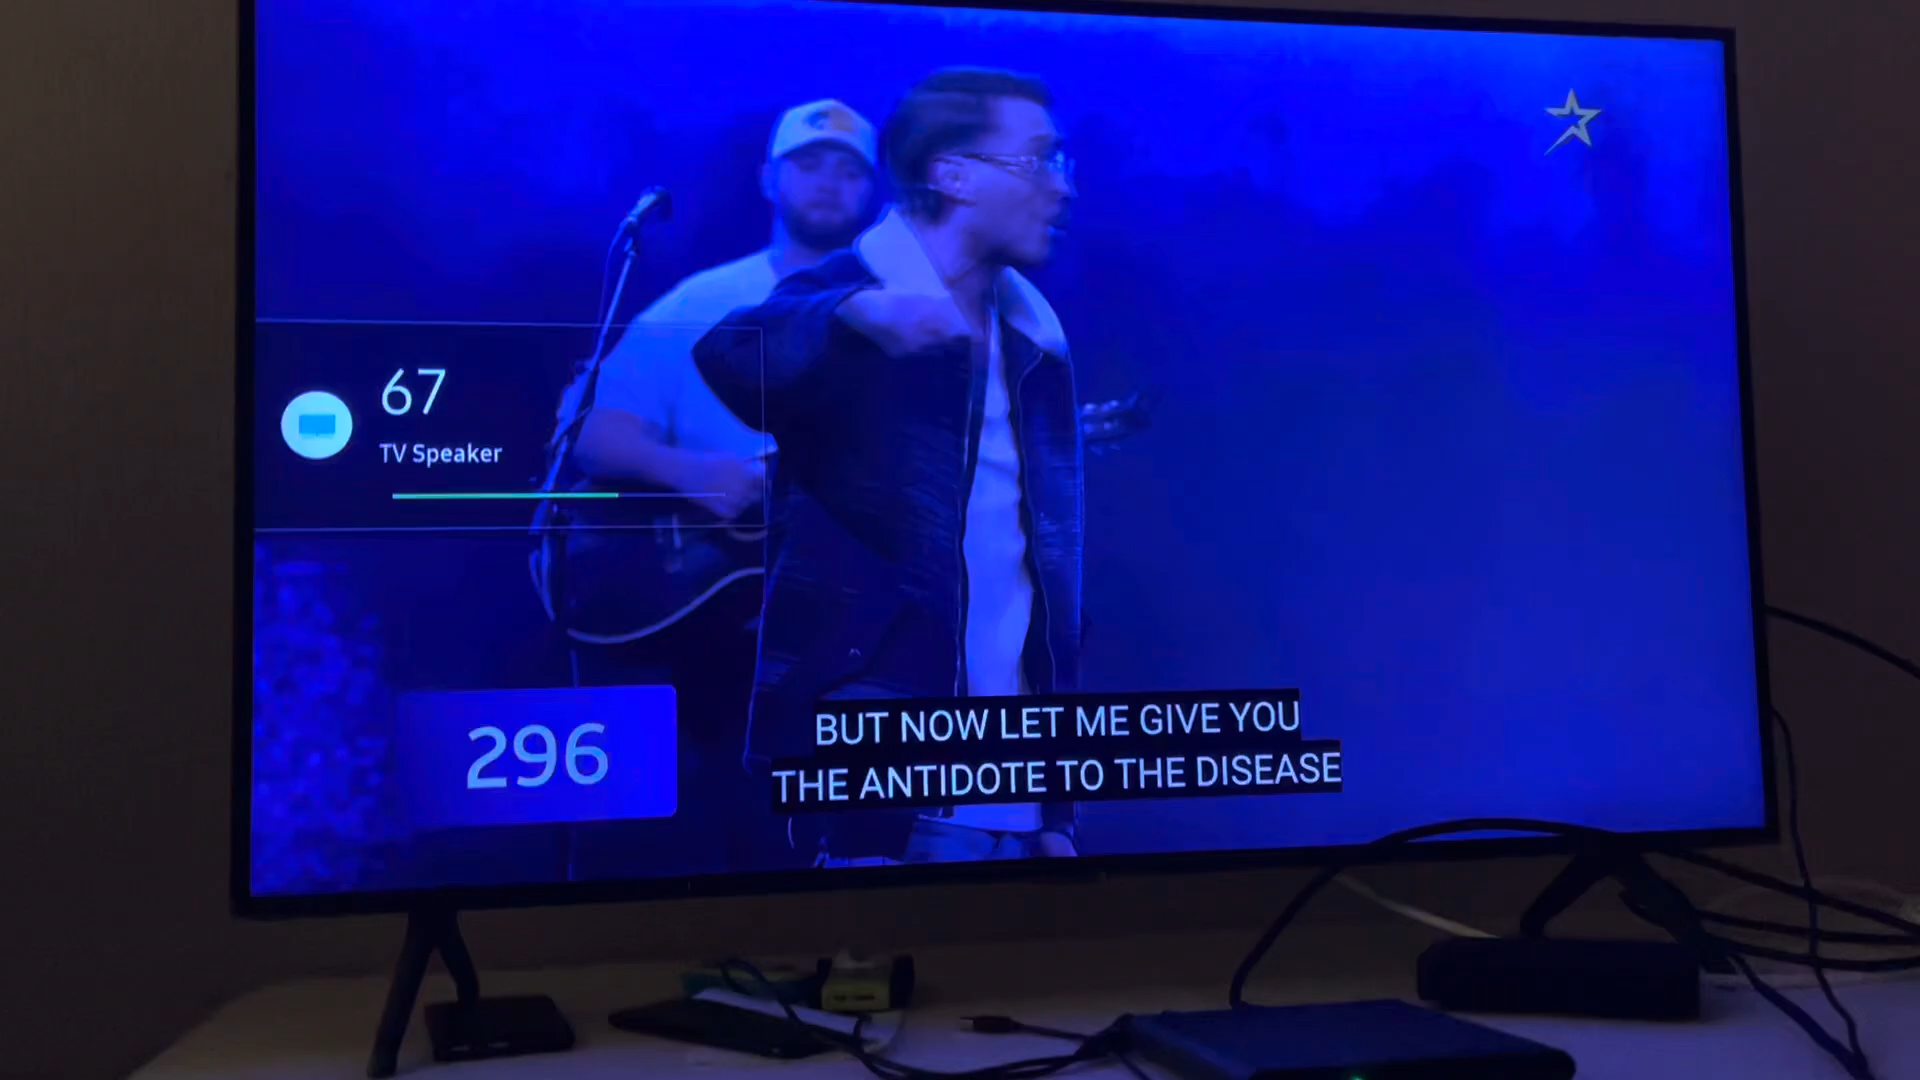 67
TV Speaker
296
BUT NOW LET ME GIVE YOU
THE ANTIDOTE TO THE DISEASE